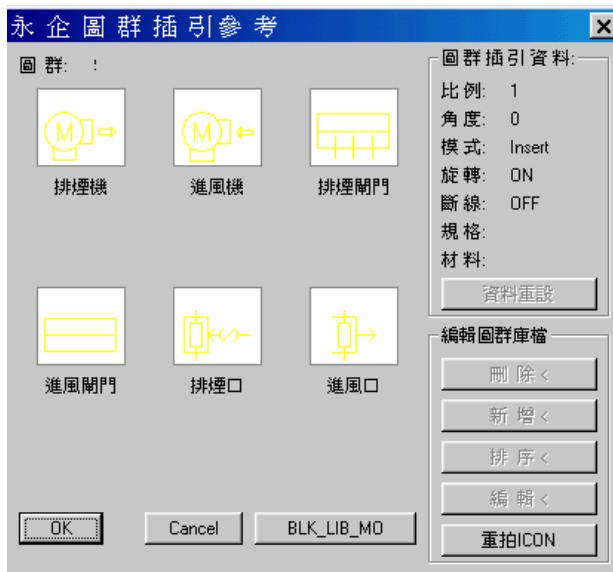 永企圖群插引參考
圖群: !
M
M
排煙機
進風機
排煙閘門
進風閘門
排煙口
進風口
OK
Cancel
BLK_LIB_MO
圖群插引資料:
比例: 1
角度: 0
模式: Insert
旋轉: ON
斷線: OFF
規格:
材料:
資料重設
編輯圖群庫檔
刪除<
新增<
排序<
編輯<
重拍ICON